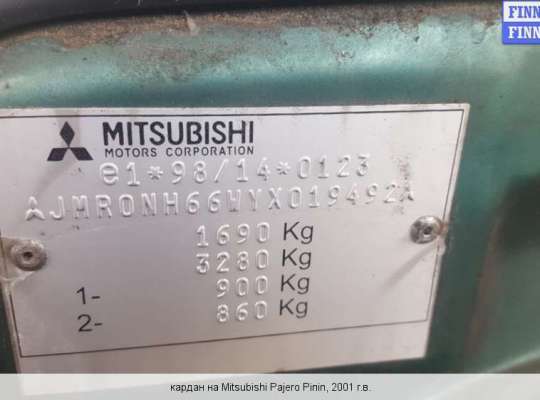 FINN
FINN
MITSUBISHI
MOTORS CORPORATION
e1*98/14*0123
JMR0NH66WYX019492
1690 Kg
3280 Kg
1- 900 Kg
2- 860 Kg
кардан на Mitsubishi Pajero Pinin, 2001 г.в.